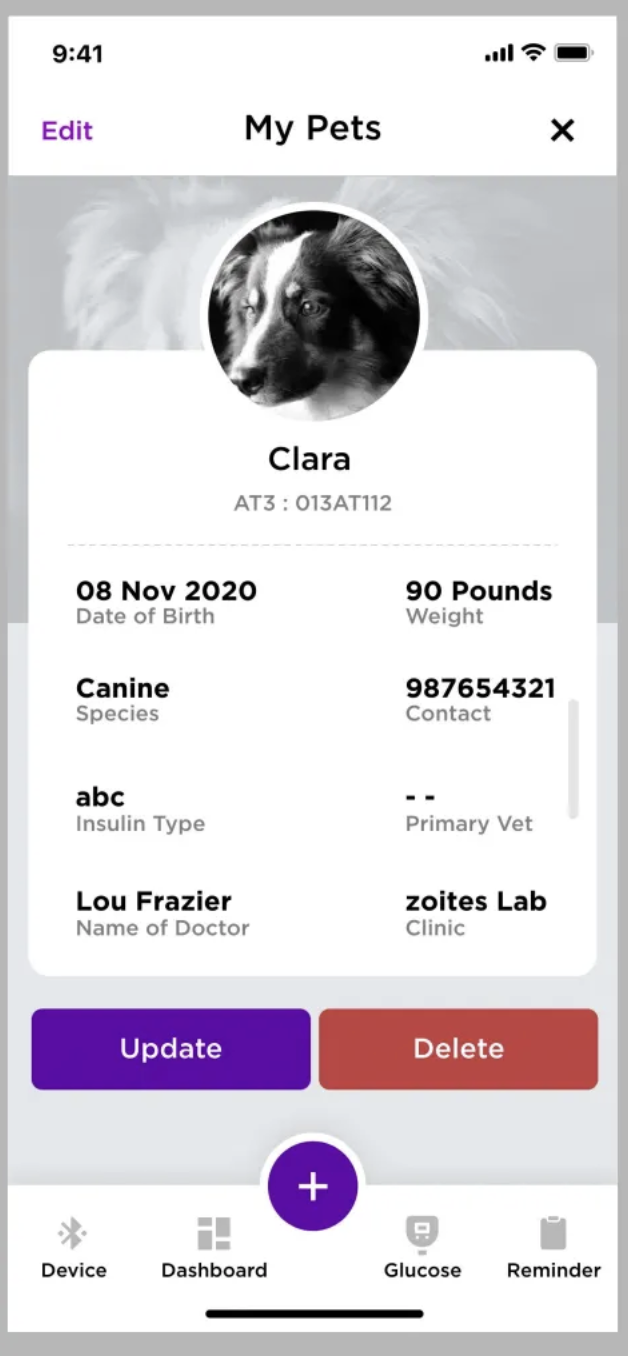 9:41
Edit My Pets ×
Clara
AT3 : 013AT112
08 Nov 2020 90 Pounds
Date of Birth Weight
Canine 987654321
Species Contact
abc - -
Insulin Type Primary Vet
Lou Frazier zoites Lab
Name of Doctor Clinic
Update Delete
+
Device Dashboard Glucose Reminder